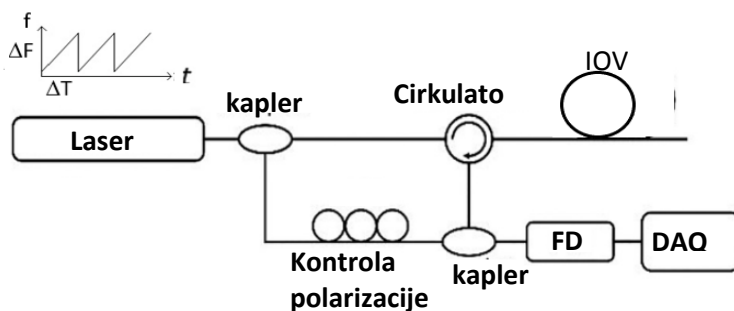 f
ΔF
ΔT
t
kapler
Cirkulato
IOV
Laser
Kontrola
polarizacije
kapler
FD
DAQ